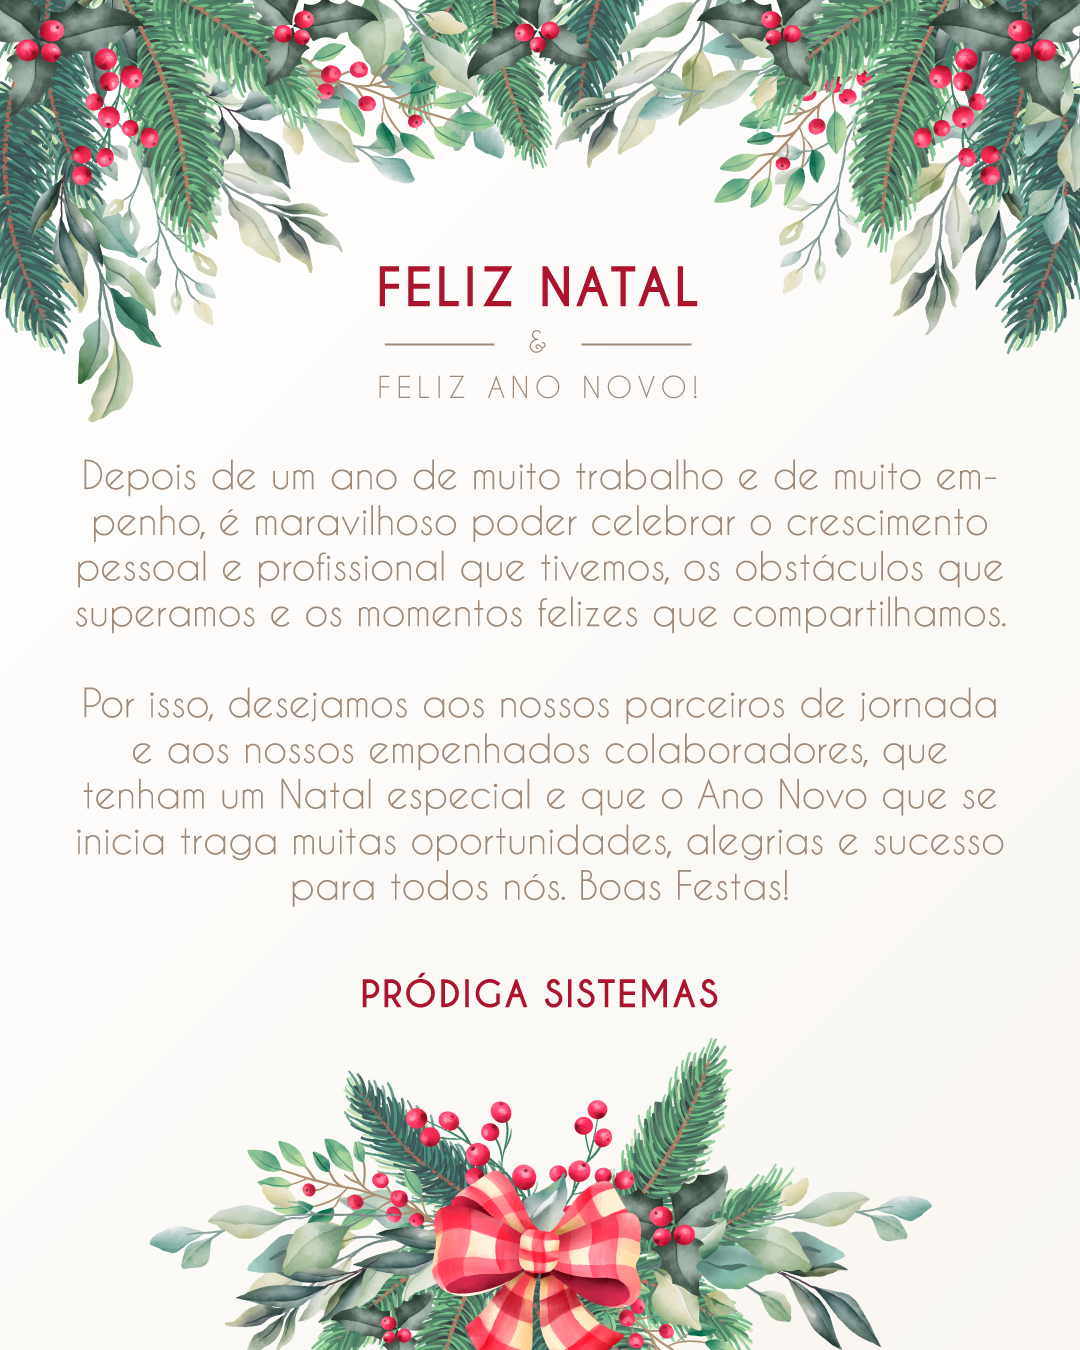 FELIZ NATAL
&
FELIZ ANO NOVO!
Depois de um ano de muito trabalho e de muito em-
penho, é maravilhoso poder celebrar o crescimento
pessoal e profissional que tivemos, os obstáculos que
superamos e os momentos felizes que compartilhamos.
Por isso, desejamos aos nossos parceiros de jornada
e aos nossos empenhados colaboradores, que
tenham um Natal especial e que o Ano Novo que se
inicia traga muitas oportunidades, alegrias e sucesso
para todos nós. Boas Festas!
PRÓDIGA SISTEMAS